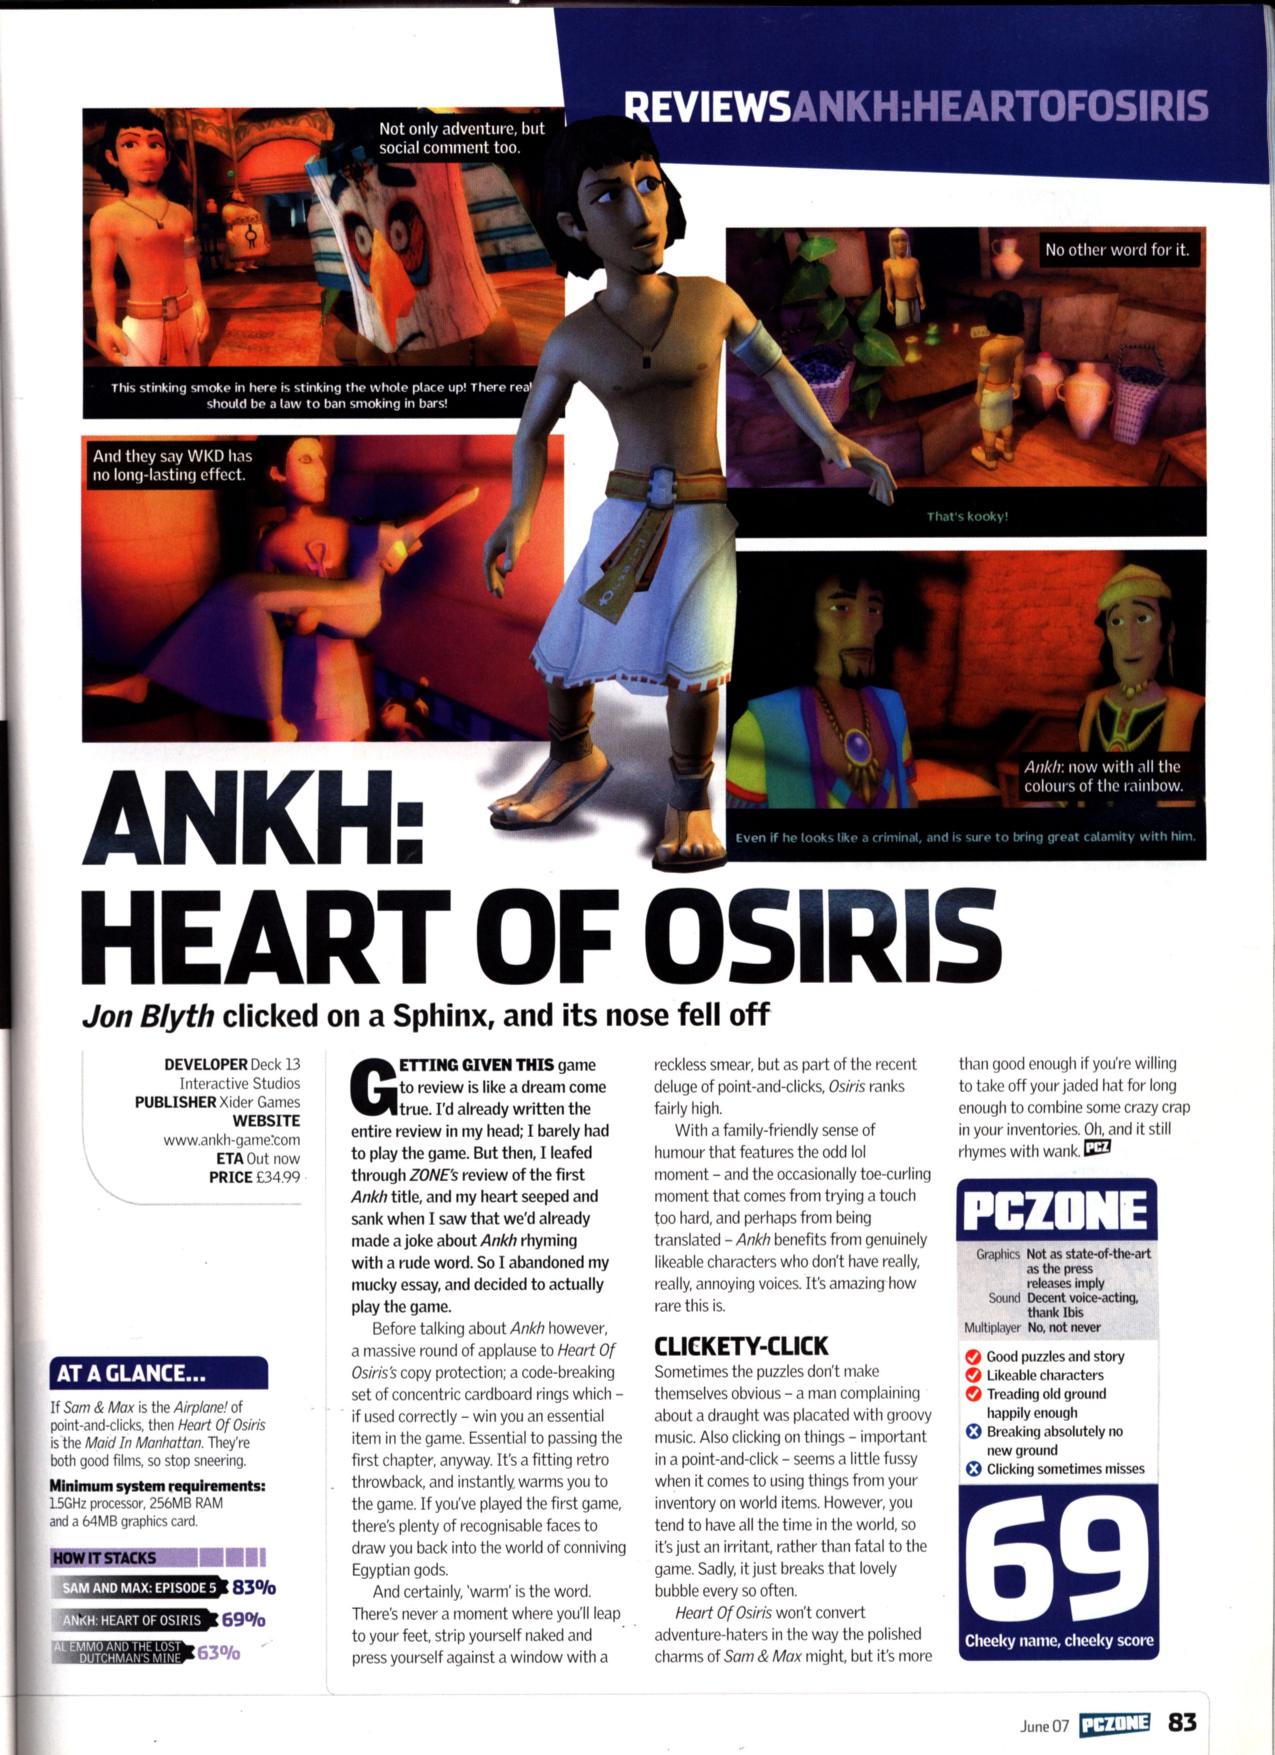 REVIEWSANKH:HEARTOFOSIRIS
Not only adventure, but
social comment too.
This stinking smoke in here is stinking the whole place up! There real
should be a law to ban smoking in bars!
No other word for it.
That's kooky!
And they say WKD has
no long-lasting effect.
Ankh: now with all the
colours of the rainbow.
Even if he looks like a criminal, and is sure to bring great calamity with him.
ANKH:
HEART OF OSIRIS
Jon Blyth clicked on a Sphinx, and its nose fell off
DEVELOPER Deck 13
Interactive Studios
PUBLISHER Xider Games
WEBSITE
www.ankh-game.com
ETA Out now
PRICE £34.99
GETTING GIVEN THIS game
to review is like a dream come
true. I'd already written the
entire review in my head; I barely had
to play the game. But then, I leafed
through ZONE's review of the first
Ankh title, and my heart seeped and
sank when I saw that we'd already
made a joke about Ankh rhyming
with a rude word. So I abandoned my
mucky essay, and decided to actually
play the game.
Before talking about Ankh however,
a massive round of applause to Heart Of
Osiris's copy protection; a code-breaking
set of concentric cardboard rings which –
if used correctly – win you an essential
item in the game. Essential to passing the
first chapter, anyway. It's a fitting retro
throwback, and instantly warms you to
the game. If you've played the first game,
there's plenty of recognisable faces to
draw you back into the world of conniving
Egyptian gods.
And certainly, 'warm' is the word.
There's never a moment where you'll leap
to your feet, strip yourself naked and
press yourself against a window with a
reckless smear, but as part of the recent
deluge of point-and-clicks, Osiris ranks
fairly high.
With a family-friendly sense of
humour that features the odd lol
moment – and the occasionally toe-curling
moment that comes from trying a touch
too hard, and perhaps from being
translated – Ankh benefits from genuinely
likeable characters who don't have really,
really, annoying voices. It's amazing how
rare this is.
CLICKETY-CLICK
Sometimes the puzzles don't make
themselves obvious – a man complaining
about a draught was placated with groovy
music. Also clicking on things – important
in a point-and-click – seems a little fussy
when it comes to using things from your
inventory on world items. However, you
tend to have all the time in the world, so
it's just an irritant, rather than fatal to the
game. Sadly, it just breaks that lovely
bubble every so often.
Heart Of Osiris won't convert
adventure-haters in the way the polished
charms of Sam & Max might, but it's more
than good enough if you're willing
to take off your jaded hat for long
enough to combine some crazy crap
in your inventories. Oh, and it still
rhymes with wank. PCZ
AT A GLANCE...
If Sam & Max is the Airplane! of
point-and-clicks, then Heart Of Osiris
is the Maid In Manhattan. They're
both good films, so stop sneering.
Minimum system requirements:
1.5GHz processor, 256MB RAM
and a 64MB graphics card.
HOW IT STACKS
SAM AND MAX: EPISODE 5 83%
ANKH: HEART OF OSIRIS 69%
AL EMMO AND THE LOST
DUTCHMAN'S MINE 63%
PCZONE
Graphics Not as state-of-the-art
as the press
releases imply
Sound Decent voice-acting,
thank Ibis
Multiplayer No, not never
Good puzzles and story
Likeable characters
Treading old ground
happily enough
Breaking absolutely no
new ground
Clicking sometimes misses
69
Cheeky name, cheeky score
June 07 PCZONE 83